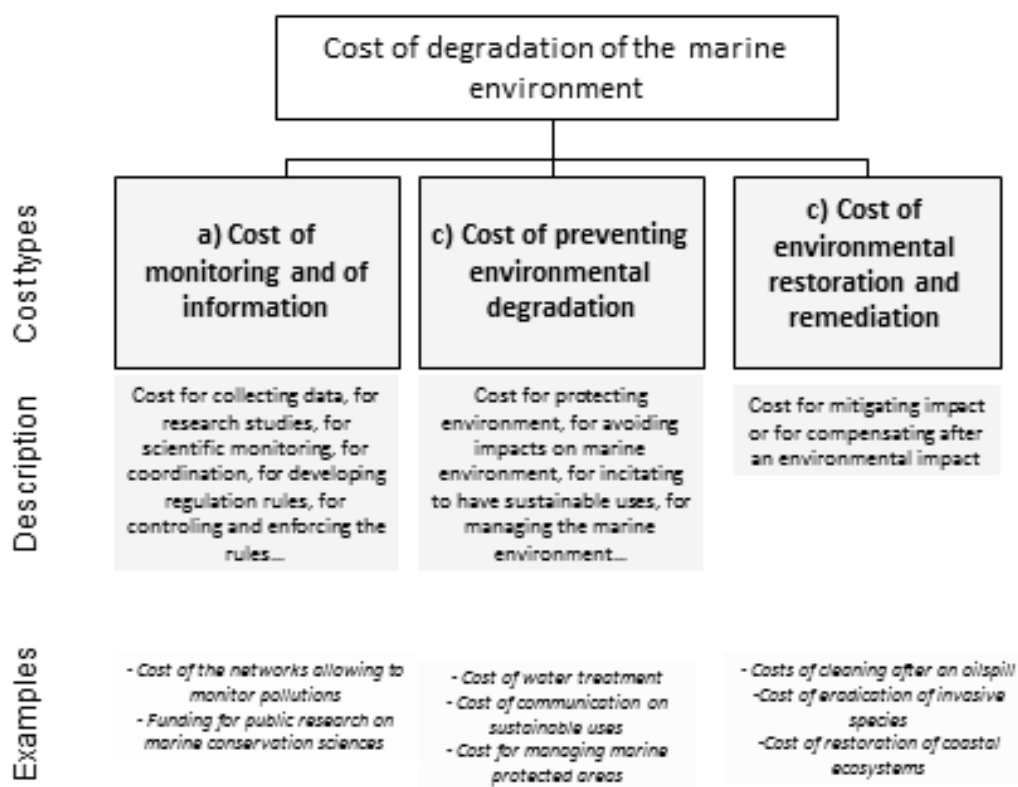 Cost of degradation of the marine
environment
Cost types
a) Cost of
monitoring and of
information
c) Cost of preventing
environmental
degradation
c) Cost of
environmental
restoration and
remediation
Description
Cost for collecting data, for
research studies, for
scientific monitoring, for
coordination, for developing
regulation rules, for
controling and enforcing the
rules...
Cost for protecting
environment, for avoiding
impacts on marine
environment, for incitating
to have sustainable uses, for
managing the marine
environment...
Cost for mitigating impact
or for compensating after
an environmental impact
Examples
- Cost of the networks allowing to
monitor pollutions
- Funding for public research on
marine conservation sciences
- Cost of water treatment
- Cost of communication on
sustainable uses
- Cost for managing marine
protected areas
- Costs of cleaning after an oilspill
-Cost of eradication of invasive
species
-Cost of restoration of coastal
ecosystems